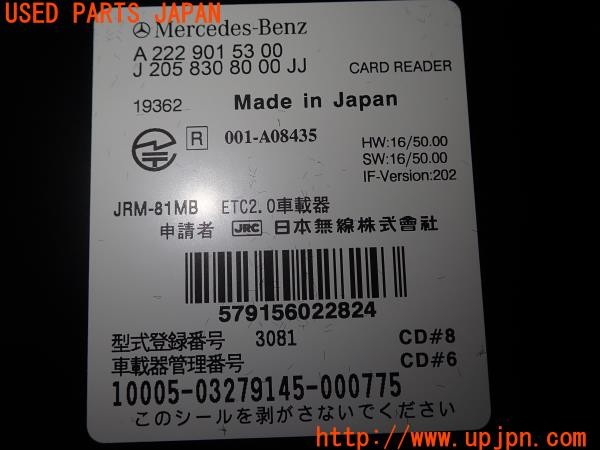 USED PARTS JAPAN
Mercedes-Benz
A 222 901 53 00
J 205 830 80 00 JJ CARD READER
19362 Made in Japan
R 001-A08435
HW:16/50.00
SW:16/50.00
IF-Version:202
JRM-81MB ETC2.0車載器
申請者 JRC 日本無線株式會社
579156022824
型式登録番号 3081 CD#8
車載器管理番号 CD#6
10005-03279145-000775
このシールを剥がさないでください
UPJ https://www.upjpn.com